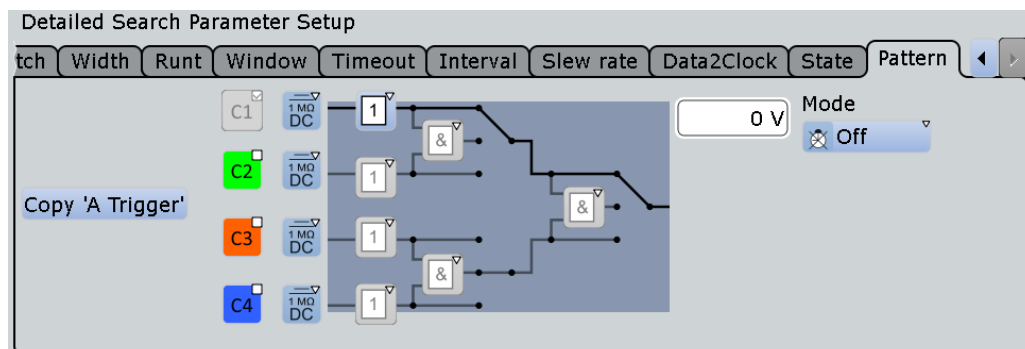 Detailed Search Parameter Setup
tch Width Runt Window Timeout Interval Slew rate Data2Clock State Pattern
C1 1 MΩ DC 1 0 V Mode
& Off
C2 1 MΩ DC 1
Copy 'A Trigger' &
C3 1 MΩ DC 1
&
C4 1 MΩ DC 1